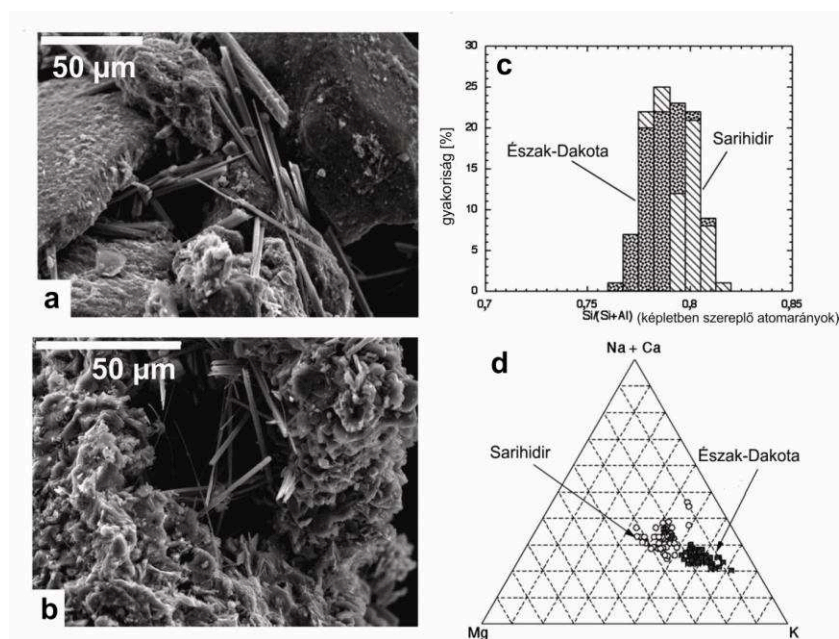 50 µm
a
50 µm
b
c
gyakoriság [%]
30
25
20
15
10
5
0
Észak-Dakota
Sarihidir
0,7
0,75
0,8
0,85
Si/(Si+Al) (képletben szereplő atomarányok)
d
Na + Ca
Sarihidir
Észak-Dakota
Mg
K